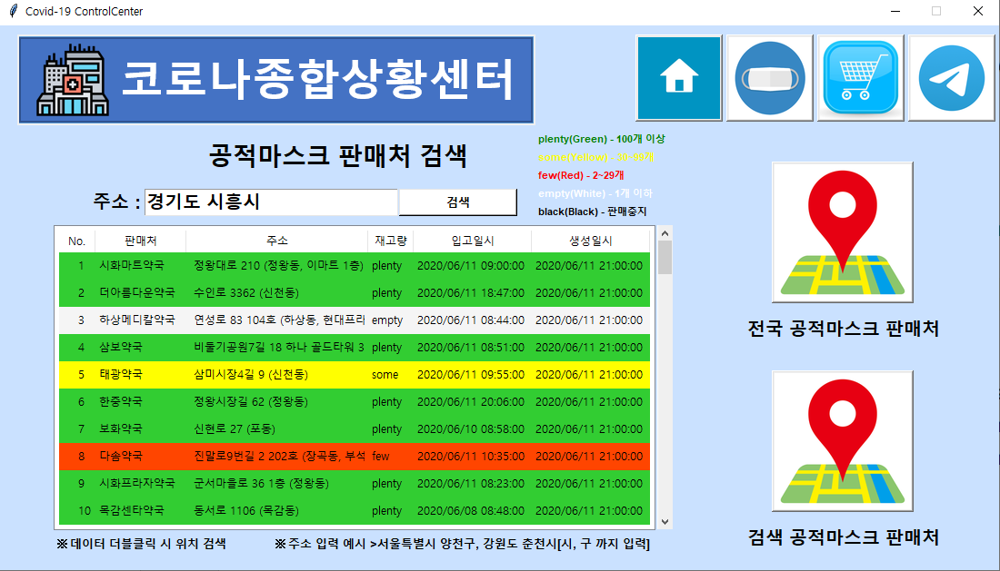 Covid-19 ControlCenter
코로나종합상황센터
공적마스크 판매처 검색
plenty(Green) - 100개 이상
some(Yellow) - 30~99개
few(Red) - 2~29개
empty(White) - 1개 이하
black(Black) - 판매중지
주소 : 경기도 시흥시 검색
No. 판매처 주소 재고량 입고일시 생성일시
1 시화마트약국 정왕대로 210 (정왕동, 이마트 1층) plenty 2020/06/11 09:00:00 2020/06/11 21:00:00
2 더아름다운약국 수인로 3362 (신천동) plenty 2020/06/11 18:47:00 2020/06/11 21:00:00
3 하상메디칼약국 연성로 83 104호 (하상동, 현대프라 empty 2020/06/11 08:44:00 2020/06/11 21:00:00
4 삼보약국 비둘기공원7길 18 하나 골드타워 3 plenty 2020/06/11 08:51:00 2020/06/11 21:00:00
5 태광약국 삼미시장4길 9 (신천동) some 2020/06/11 09:55:00 2020/06/11 21:00:00
6 한중약국 정왕시장길 62 (정왕동) plenty 2020/06/11 20:06:00 2020/06/11 21:00:00
7 보화약국 신현로 27 (포동) plenty 2020/06/10 08:58:00 2020/06/11 21:00:00
8 다솜약국 진말로9번길 2 202호 (장곡동, 부석 few 2020/06/11 10:35:00 2020/06/11 21:00:00
9 시화프라자약국 군서마을로 36 1층 (정왕동) plenty 2020/06/11 08:23:00 2020/06/11 21:00:00
10 목감센타약국 동서로 1106 (목감동) plenty 2020/06/08 08:48:00 2020/06/11 21:00:00
※데이터 더블클릭 시 위치 검색
※주소 입력 예시 >서울특별시 양천구, 강원도 춘천시[시, 구 까지 입력]
전국 공적마스크 판매처
검색 공적마스크 판매처